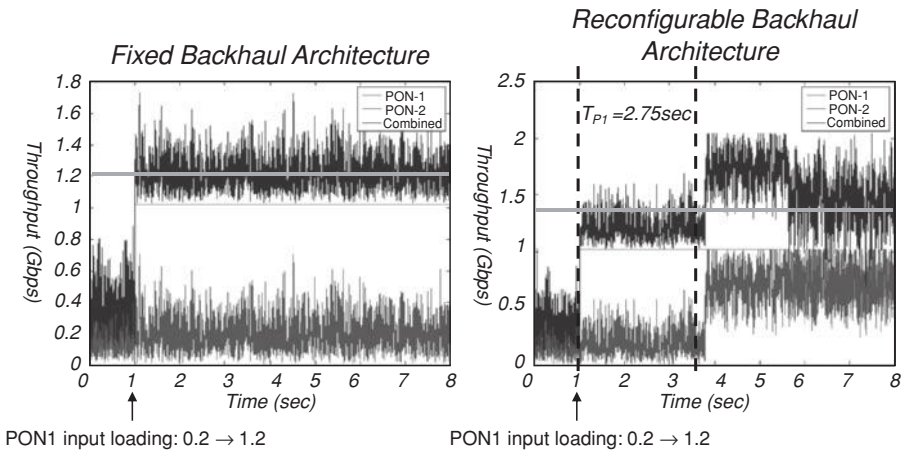 Fixed Backhaul Architecture
Throughput (Gbps)
1.8
1.6
1.4
1.2
1
0.8
0.6
0.4
0.2
0
PON-1
PON-2
Combined
0 1 2 3 4 5 6 7 8
Time (sec)
PON1 input loading: 0.2 → 1.2
Reconfigurable Backhaul
Architecture
Throughput (Gbps)
2.5
2
1.5
1
0.5
0
T_P1 =2.75sec
PON-1
PON-2
Combined
0 1 2 3 4 5 6 7 8
Time (sec)
PON1 input loading: 0.2 → 1.2